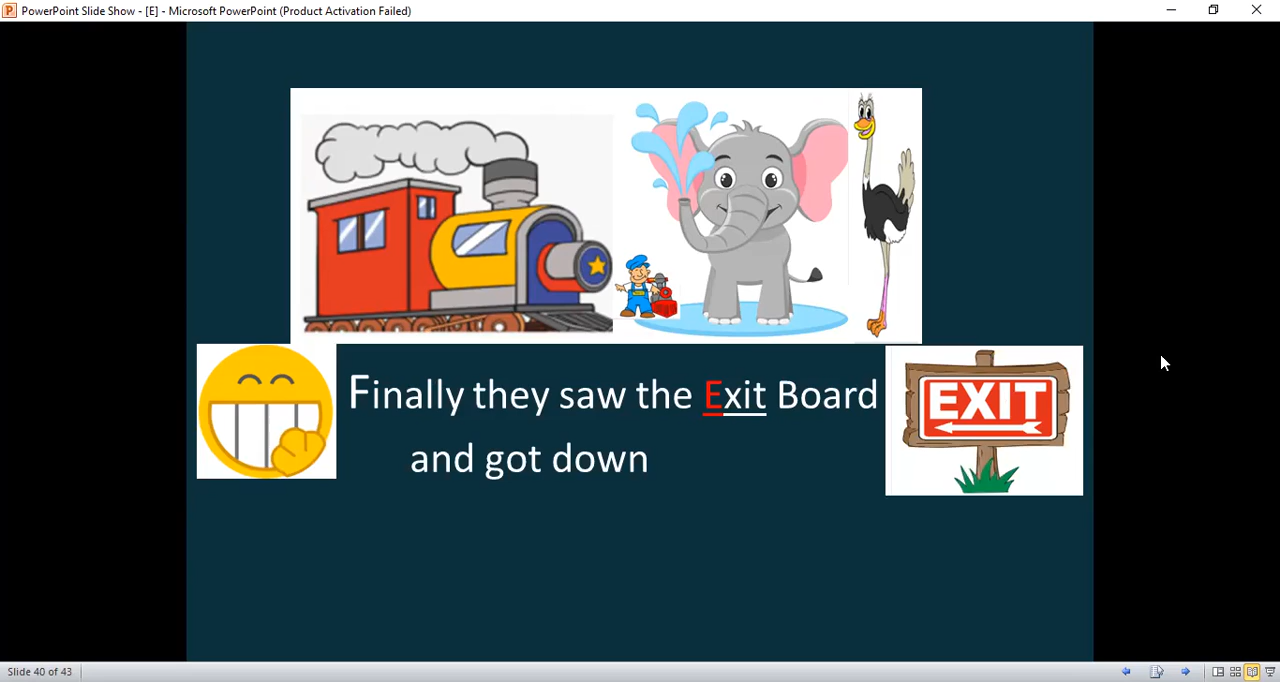 PowerPoint Slide Show - [E] - Microsoft PowerPoint (Product Activation Failed)
Finally they saw the Exit Board
and got down
EXIT
Slide 40 of 43